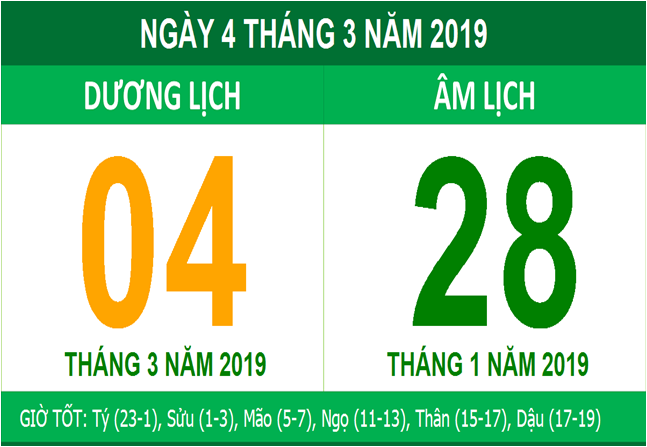 NGÀY 4 THÁNG 3 NĂM 2019
DƯƠNG LỊCH
ÂM LỊCH
04
28
THÁNG 3 NĂM 2019
THÁNG 1 NĂM 2019
GIỜ TỐT: Tý (23-1), Sửu (1-3), Mão (5-7), Ngọ (11-13), Thân (15-17), Dậu (17-19)